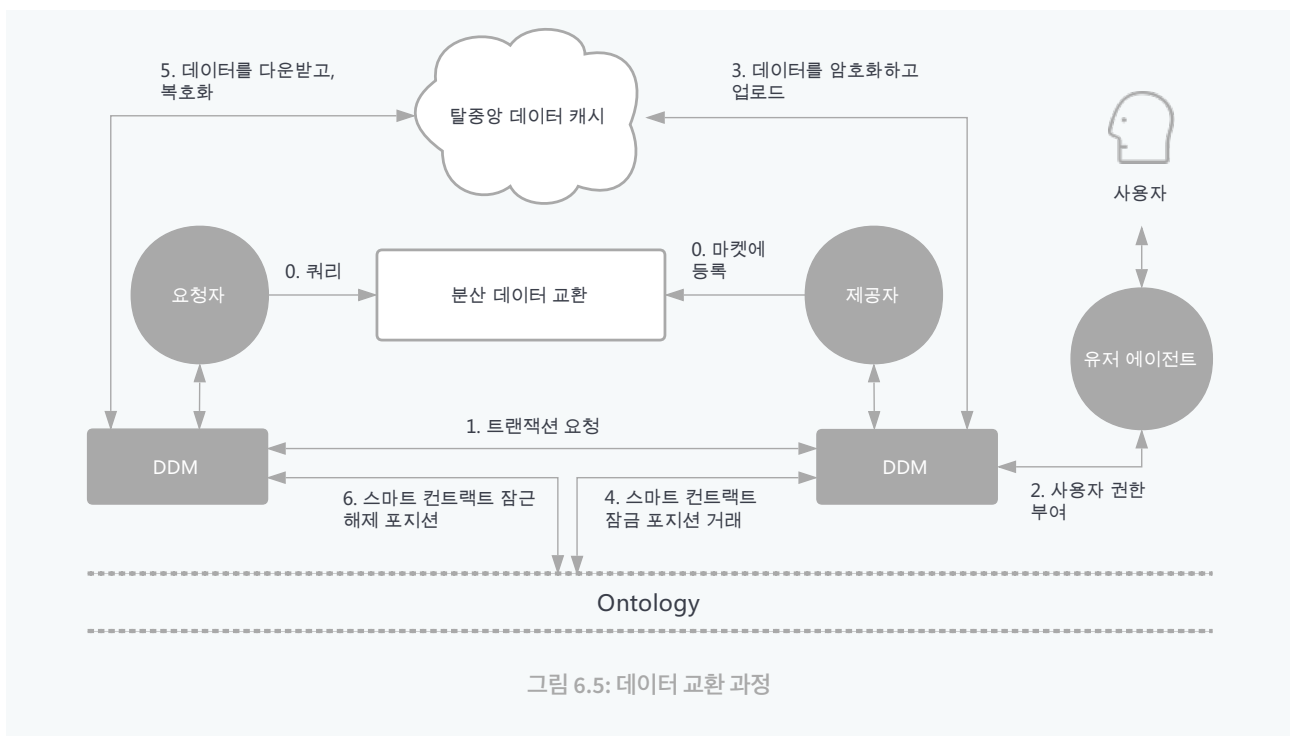 5. 데이터를 다운받고,
복호화
3. 데이터를 암호화하고
업로드
탈중앙 데이터 캐시
사용자
0. 쿼리
0. 마켓에
등록
요청자
분산 데이터 교환
제공자
유저 에이전트
1. 트랜잭션 요청
DDM
DDM
6. 스마트 컨트랙트 잠근
해제 포지션
4. 스마트 컨트랙트
잠금 포지션 거래
2. 사용자 권한
부여
Ontology
그림 6.5: 데이터 교환 과정